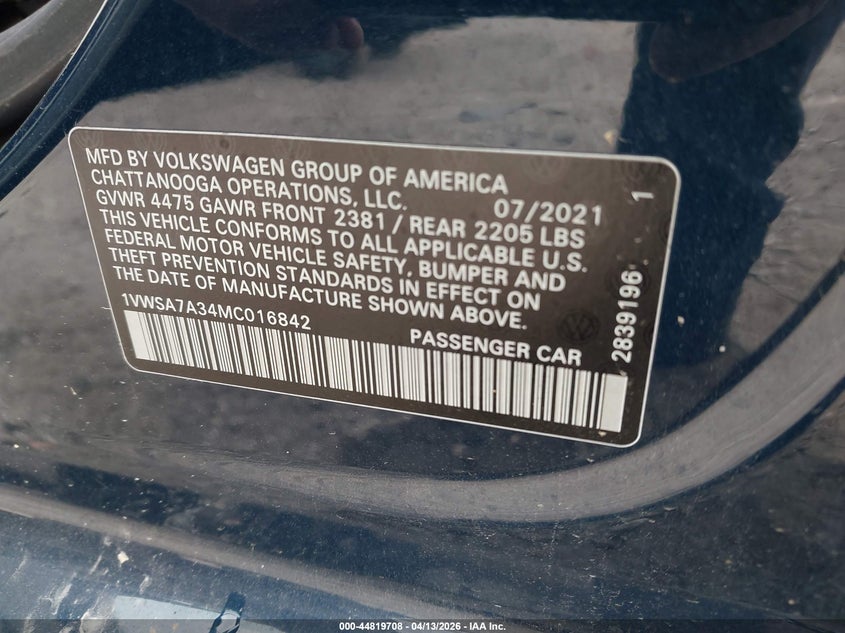 MFD BY VOLKSWAGEN GROUP OF AMERICA
CHATTANOOGA OPERATIONS, LLC. 07/2021
GVWR 4475 GAWR FRONT 2381 / REAR 2205 LBS
THIS VEHICLE CONFORMS TO ALL APPLICABLE U.S.
FEDERAL MOTOR VEHICLE SAFETY, BUMPER AND
THEFT PREVENTION STANDARDS IN EFFECT ON
THE DATE OF MANUFACTURE SHOWN ABOVE.
1VWSA7A34MC016842
PASSENGER CAR
2839196 1
000-44819708 - 04/13/2026 - IAA Inc.